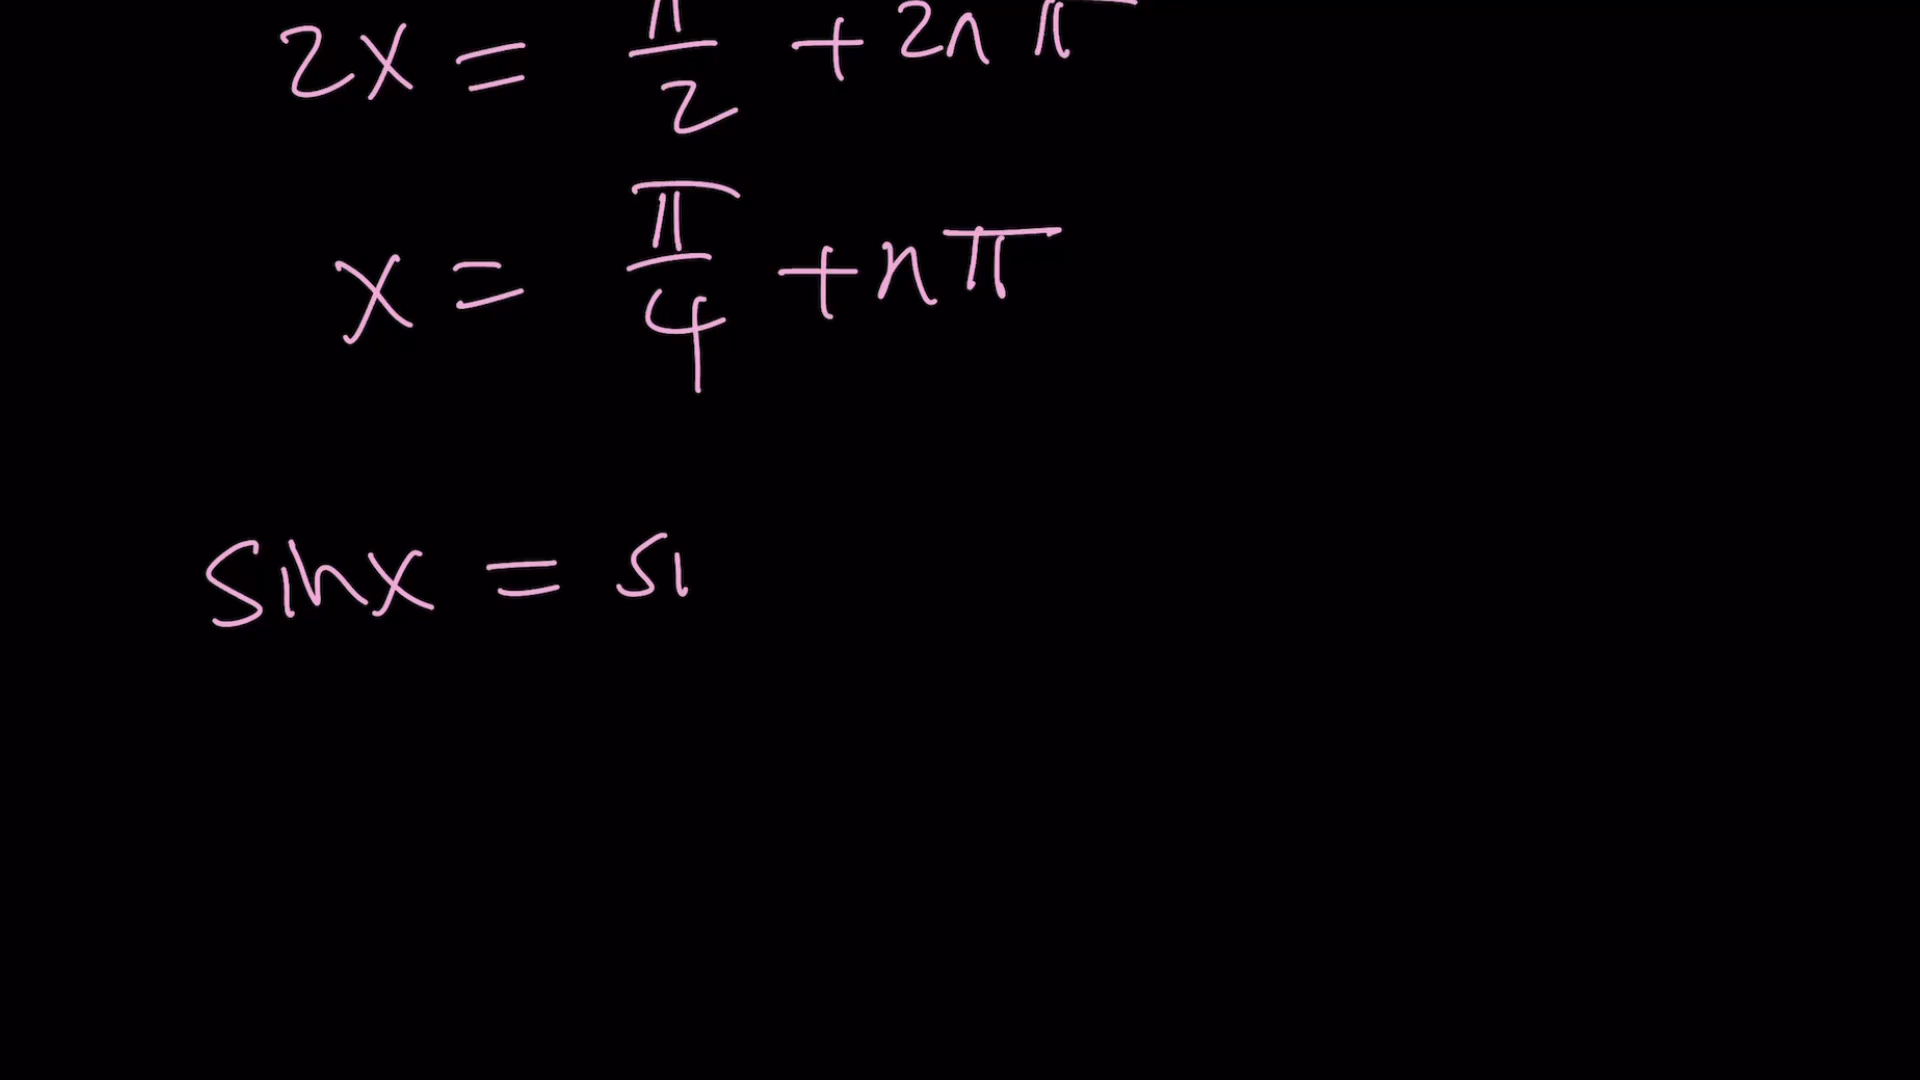 2x = π/2 + 2nπ
x = π/4 + nπ
sinx = si